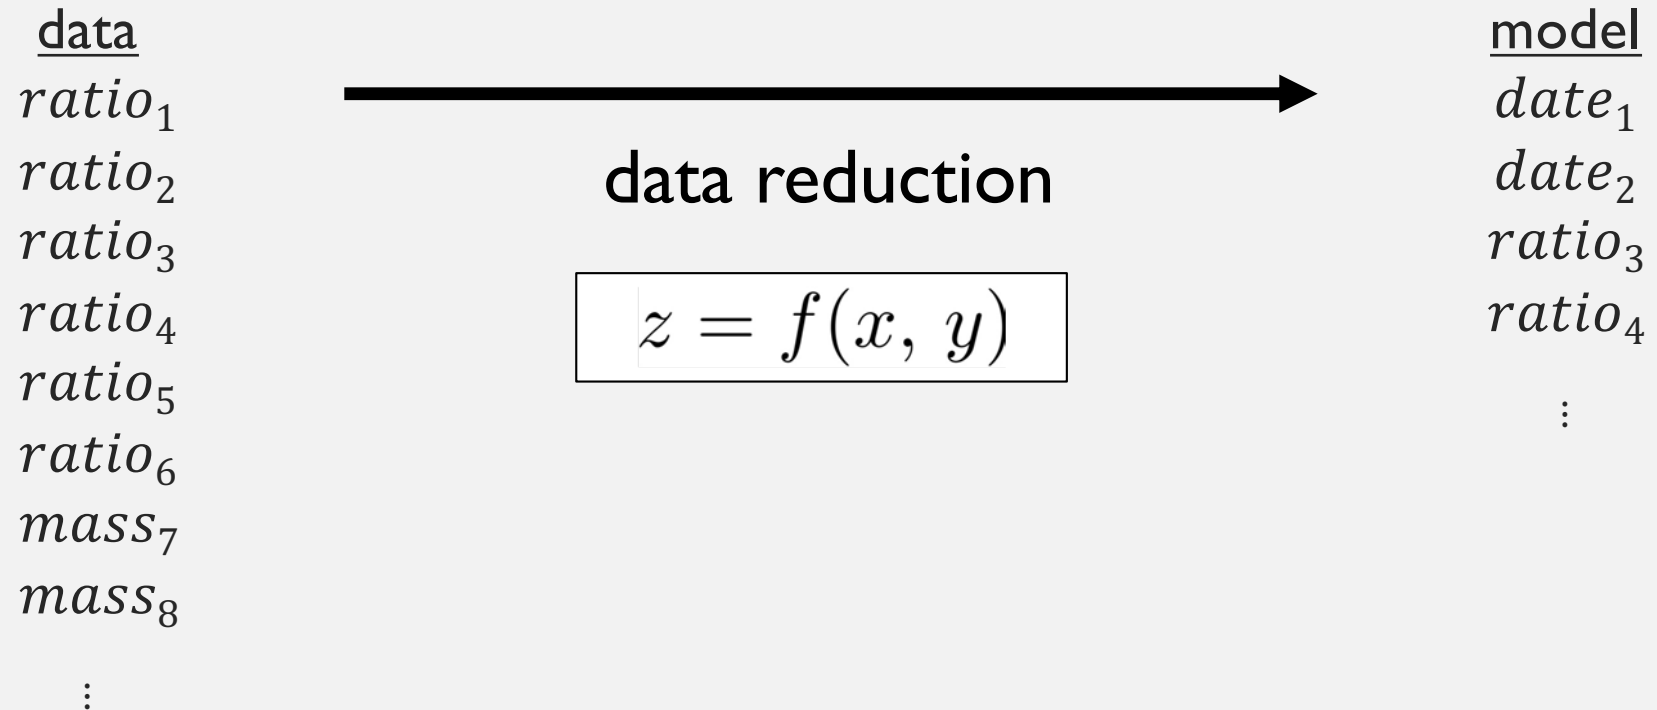 data
ratio₁
ratio₂
ratio₃
ratio₄
ratio₅
ratio₆
mass₇
mass₈
⋮
data reduction
z = f(x, y)
model
date₁
date₂
ratio₃
ratio₄
⋮